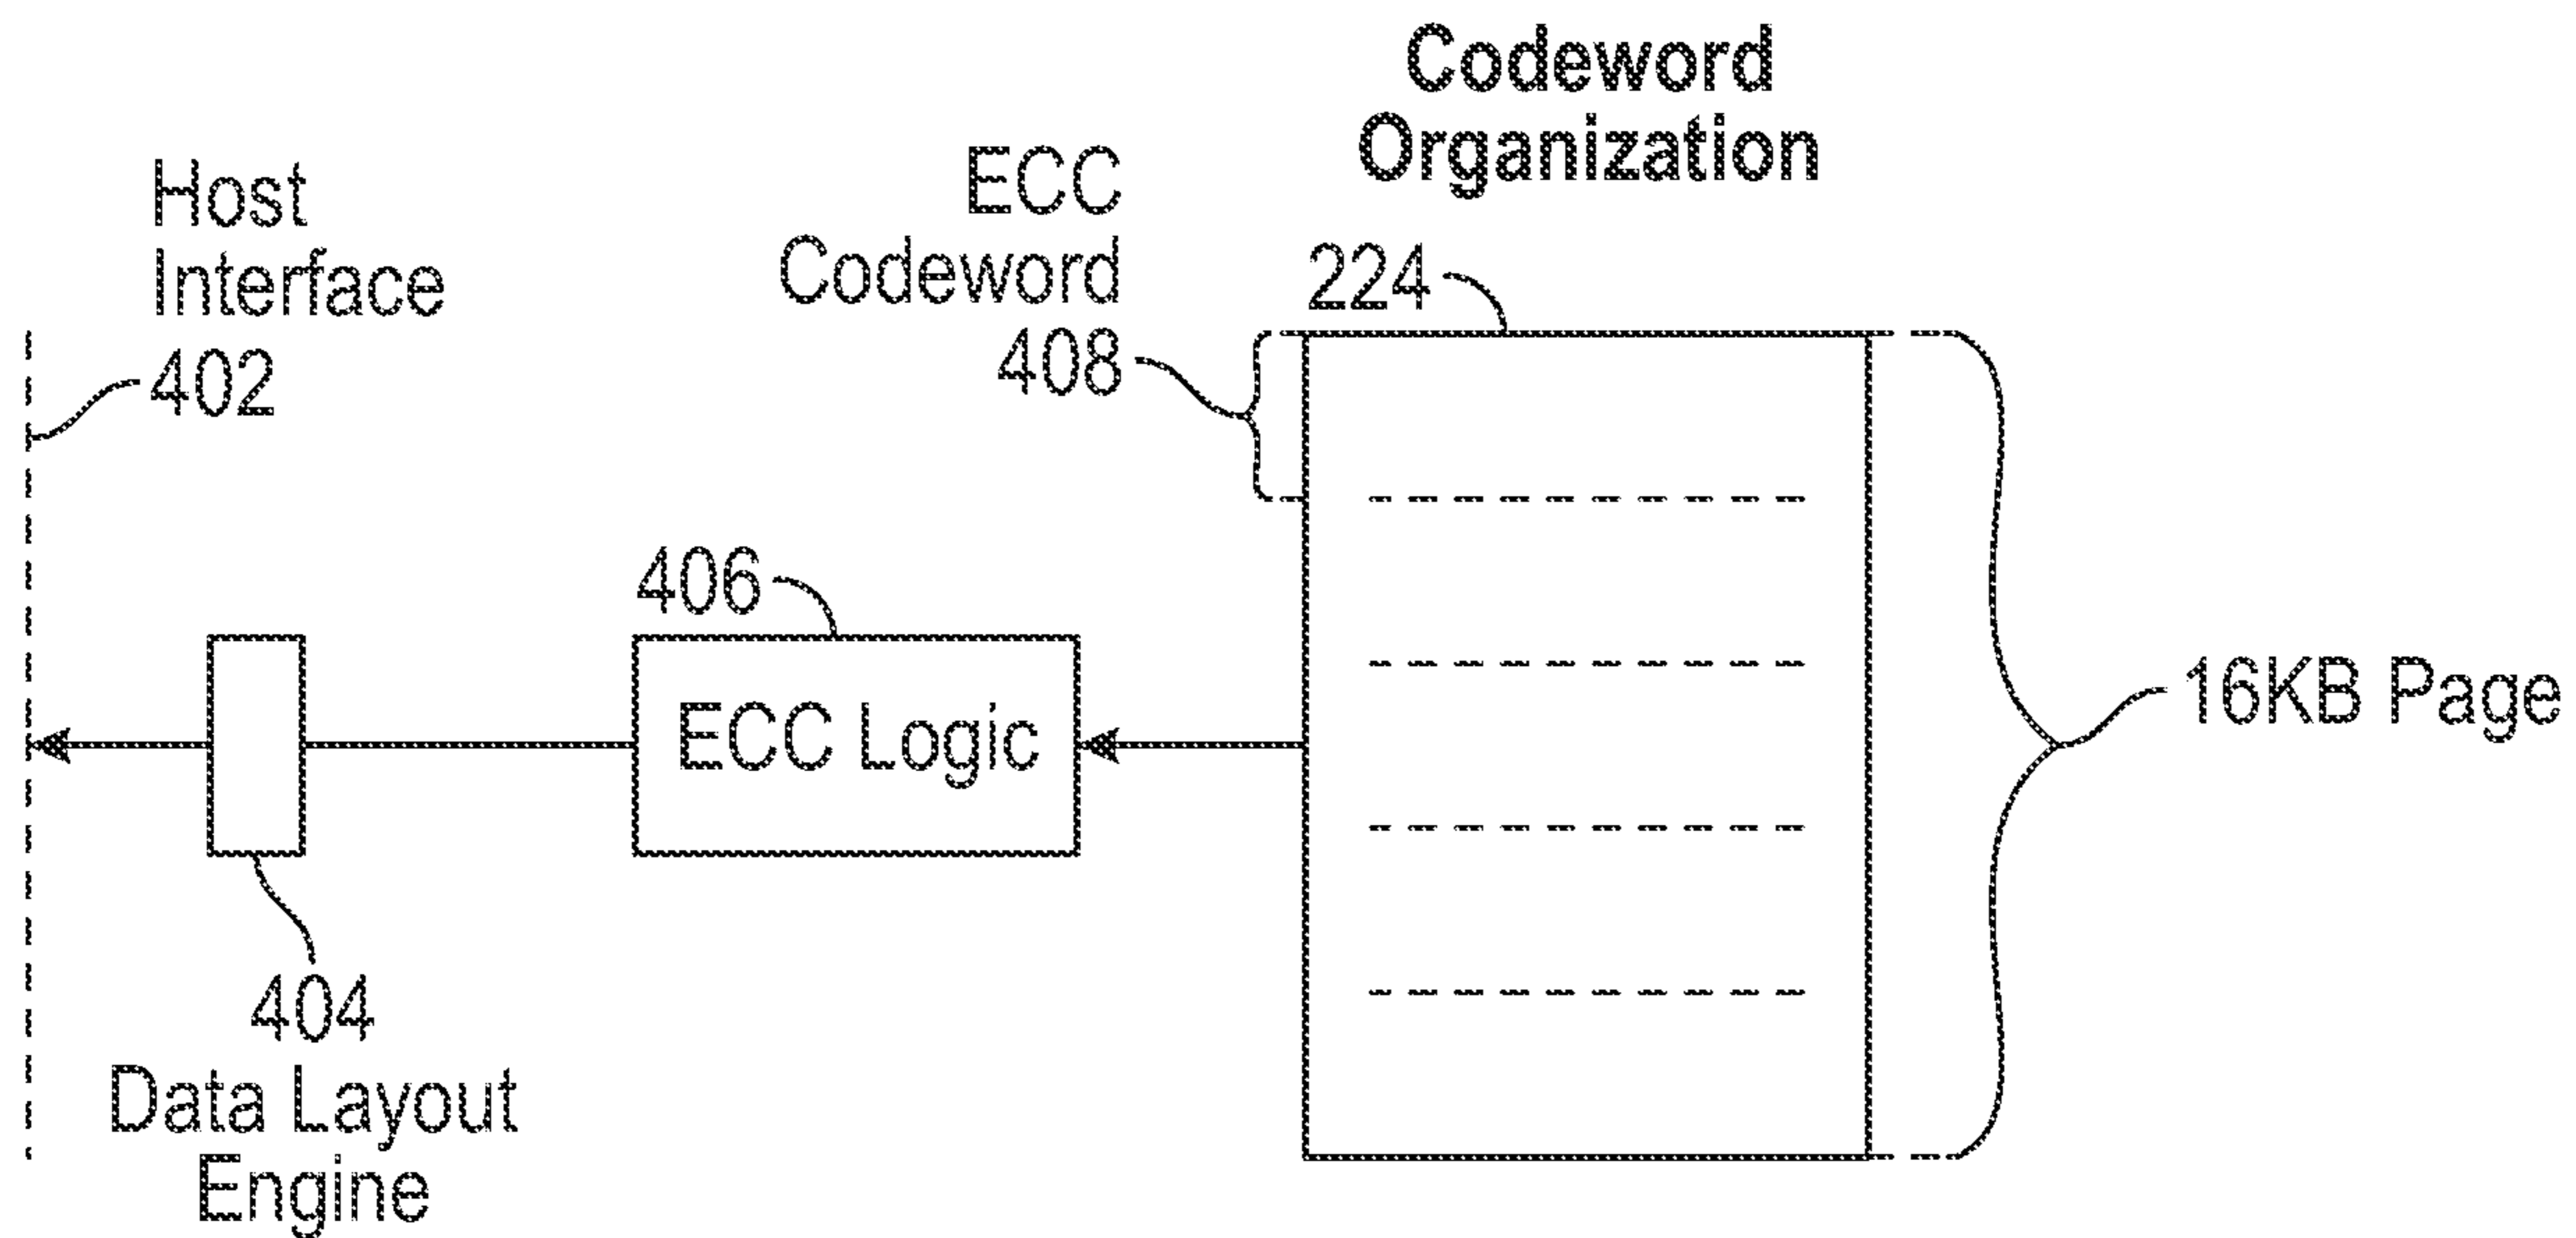 Codeword
Organization
Host
Interface
402
ECC
Codeword
408
224
406
ECC Logic
16KB Page
404
Data Layout
Engine